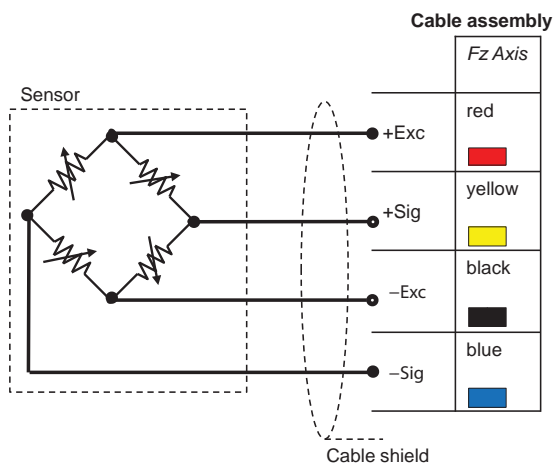 Cable assembly
Fz Axis
Sensor
+Exc
red
+Sig
yellow
−Exc
black
−Sig
blue
Cable shield